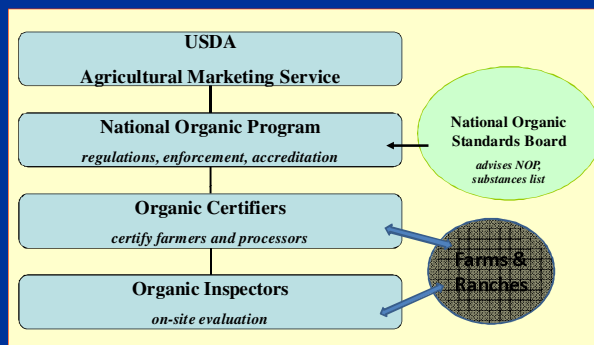 USDA
Agricultural Marketing Service
National Organic Program
regulations, enforcement, accreditation
National Organic
Standards Board
advises NOP,
substances list
Organic Certifiers
certify farmers and processors
Farms &
Ranches
Organic Inspectors
on-site evaluation